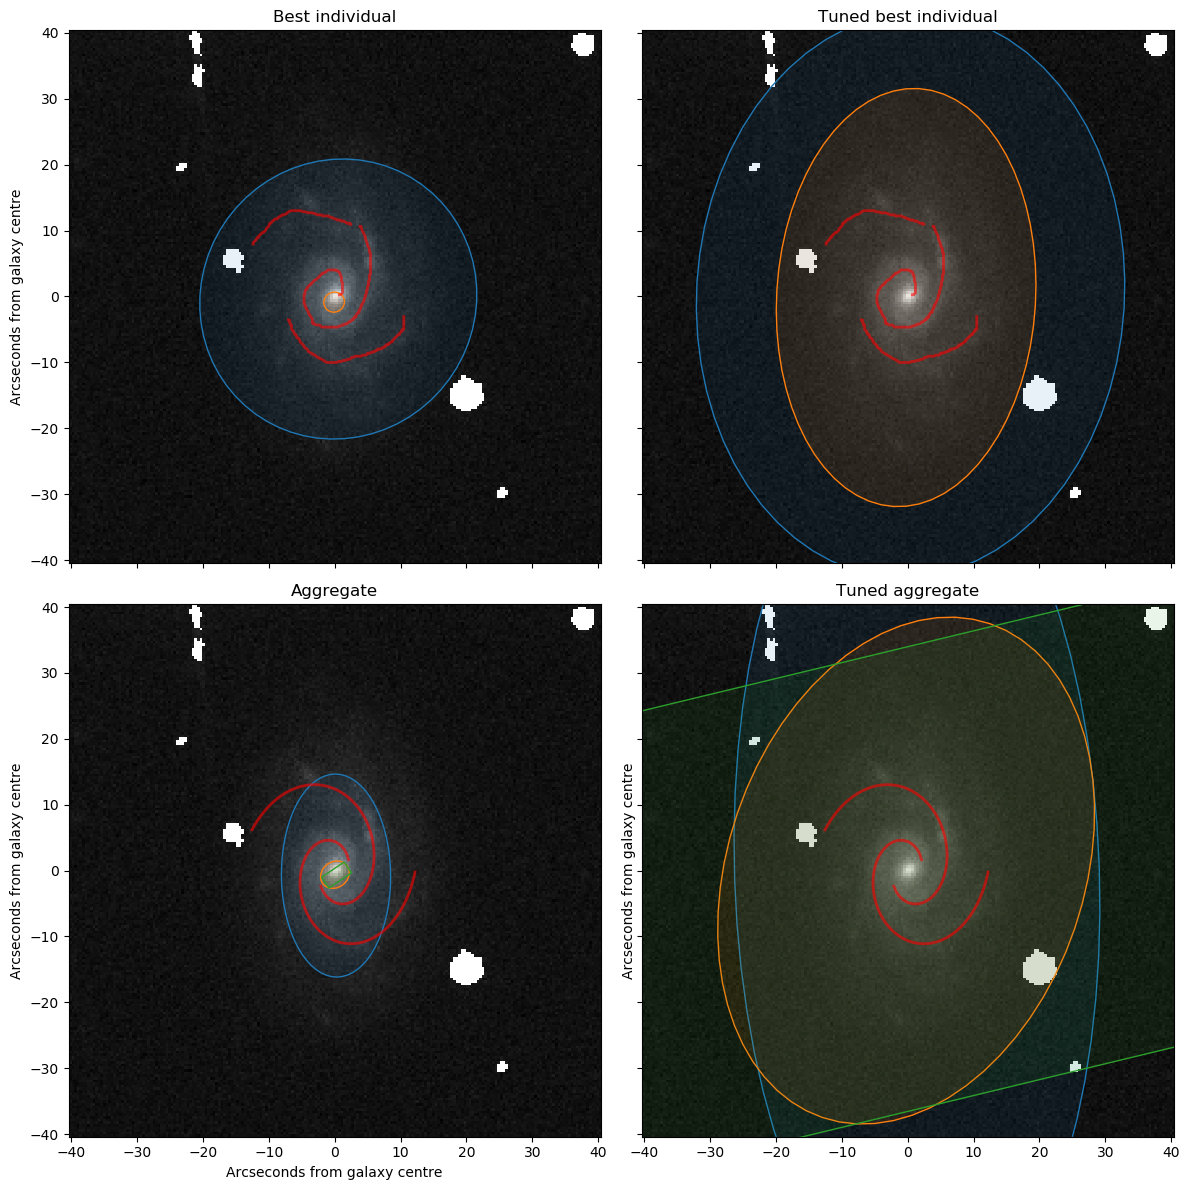 Best individual
Tuned best individual
40
30
20
10
0
−10
−20
−30
−40
Arcseconds from galaxy centre
Aggregate
Tuned aggregate
40
30
20
10
0
−10
−20
−30
−40
Arcseconds from galaxy centre
Arcseconds from galaxy centre
−40 −30 −20 −10 0 10 20 30 40
−40 −30 −20 −10 0 10 20 30 40
Arcseconds from galaxy centre